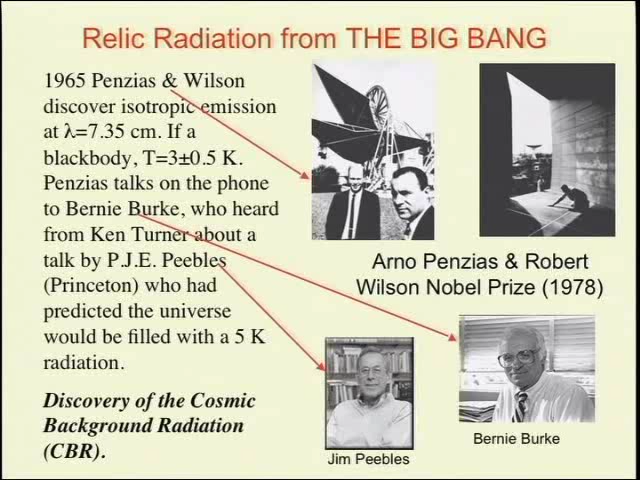 Relic Radiation from THE BIG BANG
1965 Penzias & Wilson
discover isotropic emission
at λ=7.35 cm. If a
blackbody, T=3±0.5 K.
Penzias talks on the phone
to Bernie Burke, who heard
from Ken Turner about a
talk by P.J.E. Peebles
(Princeton) who had
predicted the universe
would be filled with a 5 K
radiation.
Discovery of the Cosmic
Background Radiation
(CBR).
Arno Penzias & Robert
Wilson Nobel Prize (1978)
Jim Peebles
Bernie Burke